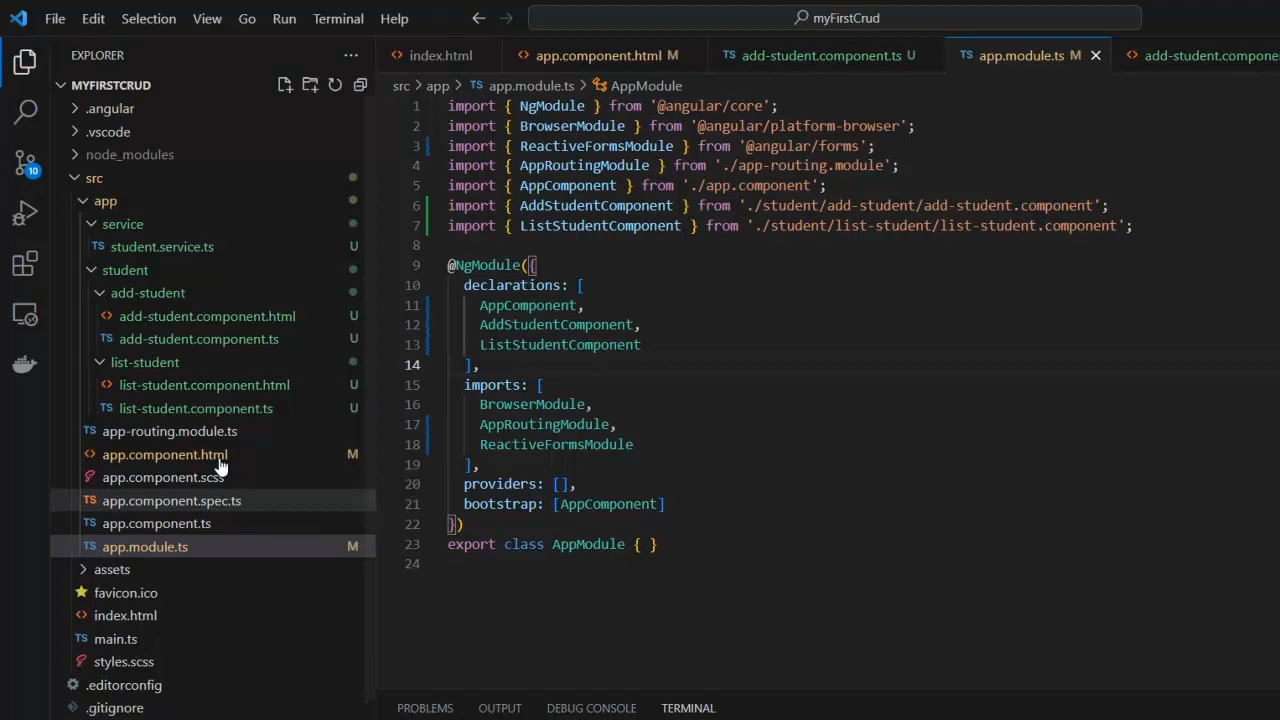 File Edit Selection View Go Run Terminal Help
myFirstCrud
EXPLORER
index.html
app.component.html M
add-student.component.ts U
app.module.ts M
add-student.compone
MYFIRSTCRUD
.angular
.vscode
node_modules
src
app
service
student.service.ts U
student
add-student
add-student.component.html U
add-student.component.ts U
list-student
list-student.component.html U
list-student.component.ts U
app-routing.module.ts
app.component.html M
app.component.scss
app.component.spec.ts
app.component.ts
app.module.ts M
assets
favicon.ico
index.html
main.ts
styles.scss
.editorconfig
.gitignore
10
src app TS app.module.ts AppModule
1 import { NgModule } from '@angular/core';
2 import { BrowserModule } from '@angular/platform-browser';
3 import { ReactiveFormsModule } from '@angular/forms';
4 import { AppRoutingModule } from './app-routing.module';
5 import { AppComponent } from './app.component';
6 import { AddStudentComponent } from './student/add-student/add-student.component';
7 import { ListStudentComponent } from './student/list-student/list-student.component';
8
9 @NgModule({
10 declarations: [
11 AppComponent,
12 AddStudentComponent,
13 ListStudentComponent
14 ],
15 imports: [
16 BrowserModule,
17 AppRoutingModule,
18 ReactiveFormsModule
19 ],
20 providers: [],
21 bootstrap: [AppComponent]
22 })
23 export class AppModule { }
24
PROBLEMS OUTPUT DEBUG CONSOLE TERMINAL